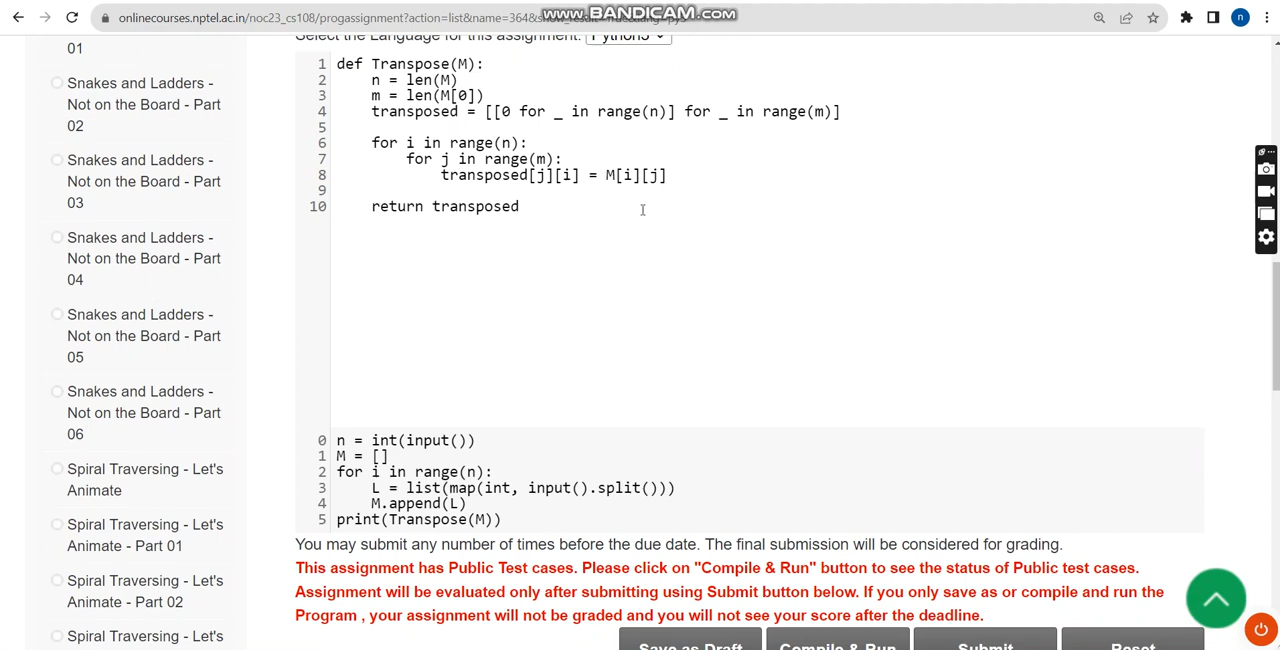 onlinecourses.nptel.ac.in/noc23_cs108/progassignment?action=list&name=364&
www.BANDICAM.com
n
01
Snakes and Ladders -
Not on the Board - Part
02
Snakes and Ladders -
Not on the Board - Part
03
Snakes and Ladders -
Not on the Board - Part
04
Snakes and Ladders -
Not on the Board - Part
05
Snakes and Ladders -
Not on the Board - Part
06
Spiral Traversing - Let's
Animate
Spiral Traversing - Let's
Animate - Part 01
Spiral Traversing - Let's
Animate - Part 02
Spiral Traversing - Let's
Select the Language for this assignment. Python3
1 def Transpose(M):
2     n = len(M)
3     m = len(M[0])
4     transposed = [[0 for _ in range(n)] for _ in range(m)]
5
6     for i in range(n):
7         for j in range(m):
8             transposed[j][i] = M[i][j]
9
10     return transposed
0 n = int(input())
1 M = []
2 for i in range(n):
3     L = list(map(int, input().split()))
4     M.append(L)
5 print(Transpose(M))
You may submit any number of times before the due date. The final submission will be considered for grading.
This assignment has Public Test cases. Please click on "Compile & Run" button to see the status of Public test cases.
Assignment will be evaluated only after submitting using Submit button below. If you only save as or compile and run the
Program , your assignment will not be graded and you will not see your score after the deadline.
Save as Draft Compile & Run Submit Reset